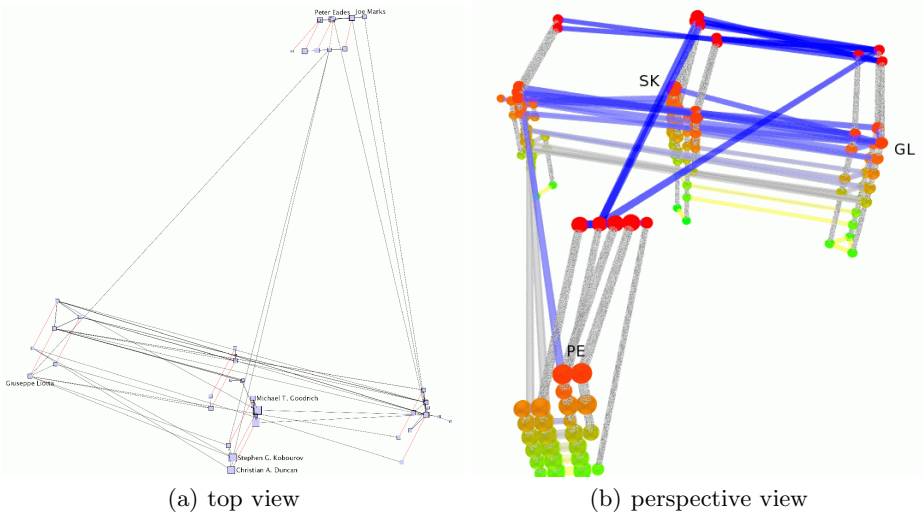 Peter Eades
Joe Marks
SK
GL
PE
Giuseppe Liotta
Michael T. Goodrich
Stephen G. Kobourov
Christian A. Duncan
(a) top view
(b) perspective view